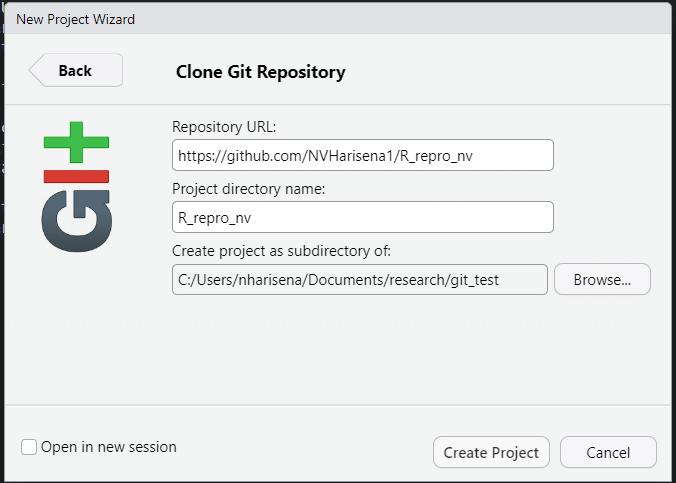 New Project Wizard
Back
Clone Git Repository
GIT
Repository URL:
https://github.com/NVHarisena1/R_repro_nv
Project directory name:
R_repro_nv
Create project as subdirectory of:
C:/Users/nharisena/Documents/research/git_test
Browse...
Open in new session
Create Project
Cancel